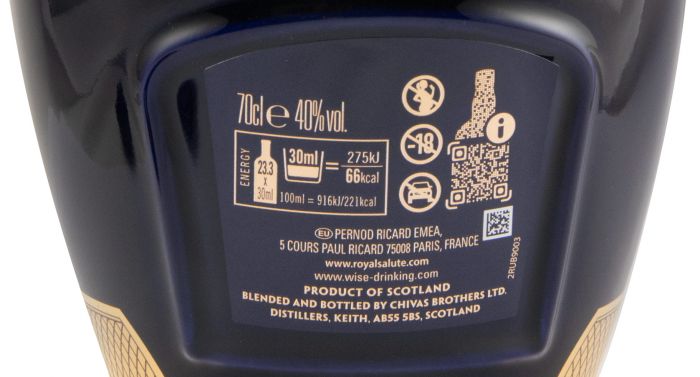 70cl e 40%vol.
ENERGY
23.3
x
30ml
30ml = 275kJ
66kcal
100ml = 916kJ/221kcal
-18
i
EU PERNOD RICARD EMEA,
5 COURS PAUL RICARD 75008 PARIS, FRANCE
www.royalsalute.com
www.wise-drinking.com
PRODUCT OF SCOTLAND
BLENDED AND BOTTLED BY CHIVAS BROTHERS LTD.
DISTILLERS, KEITH, AB55 5BS, SCOTLAND
2RUB9003